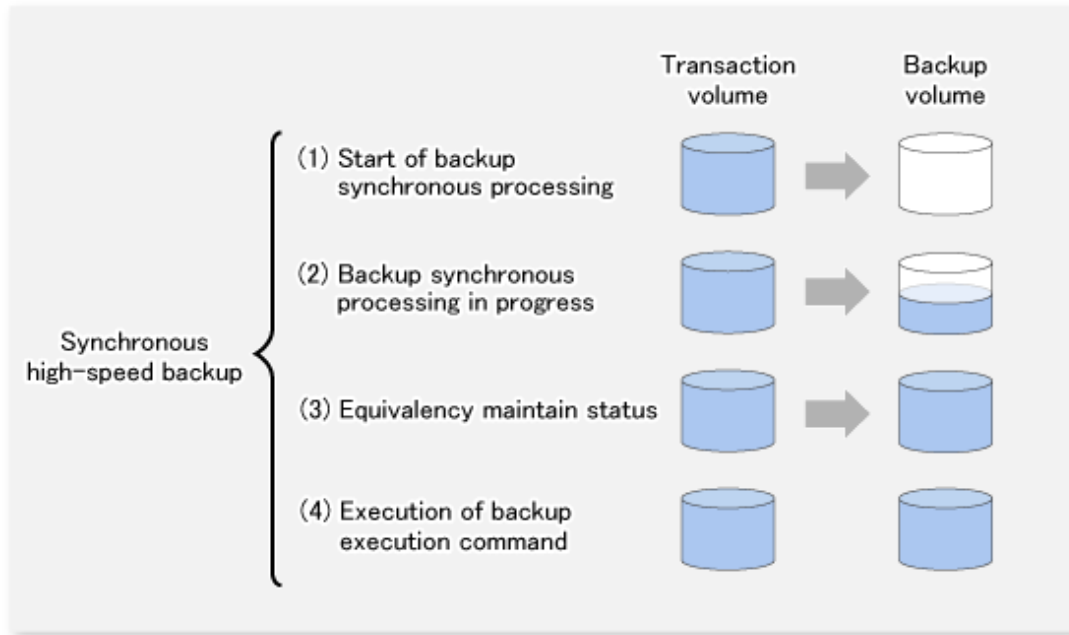 Transaction
volume
Backup
volume
(1) Start of backup
synchronous processing
(2) Backup synchronous
processing in progress
Synchronous
high-speed backup
(3) Equivalency maintain status
(4) Execution of backup
execution command